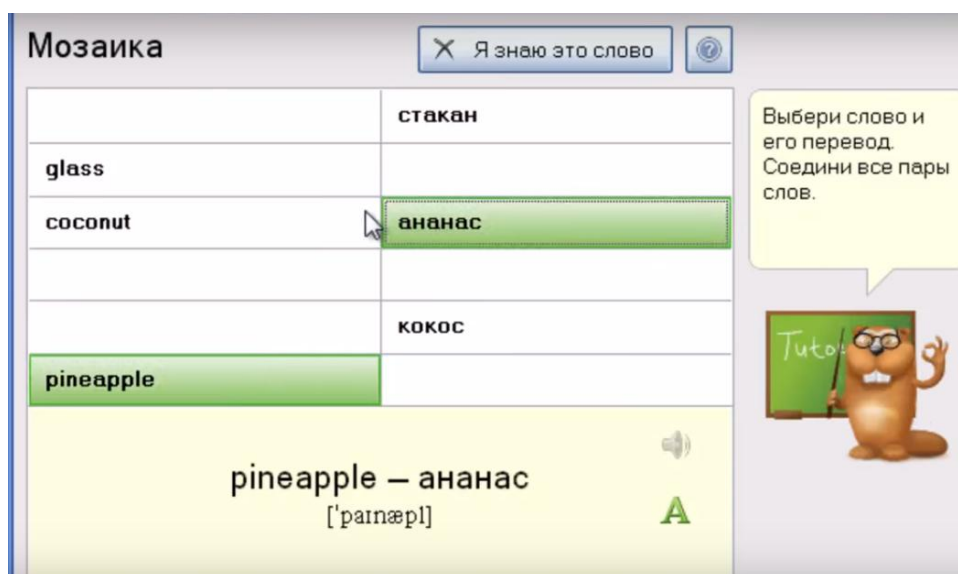 Мозаика
Я знаю это слово
стакан
glass
coconut
ананас
кокос
pineapple
pineapple – ананас
['paɪnæpl]
A
Выбери слово и
его перевод.
Соедини все пары
слов.